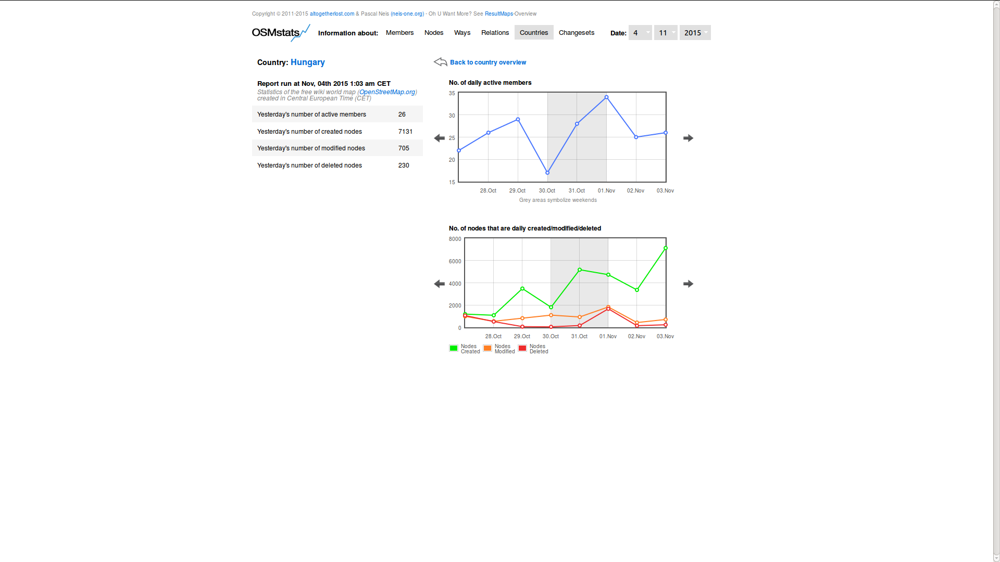 Copyright © 2011-2015 altogetherlost.com & Pascal Neis (neis-one.org) - Oh U Want More? See ResultMaps-Overview
OSMstats Information about: Members Nodes Ways Relations Countries Changesets Date: 4 11 2015
Country: Hungary
Report run at Nov, 04th 2015 1:03 am CET
Statistics of the free wiki world map (OpenStreetMap.org)
created in Central European Time (CET)
Yesterday's number of active members 26
Yesterday's number of created nodes 7131
Yesterday's number of modified nodes 705
Yesterday's number of deleted nodes 230
Back to country overview
No. of daily active members
35
30
25
20
15
28.Oct 29.Oct 30.Oct 31.Oct 01.Nov 02.Nov 03.Nov
Grey areas symbolize weekends
No. of nodes that are daily created/modified/deleted
8000
6000
4000
2000
0
28.Oct 29.Oct 30.Oct 31.Oct 01.Nov 02.Nov 03.Nov
Nodes Nodes Nodes
Created Modified Deleted